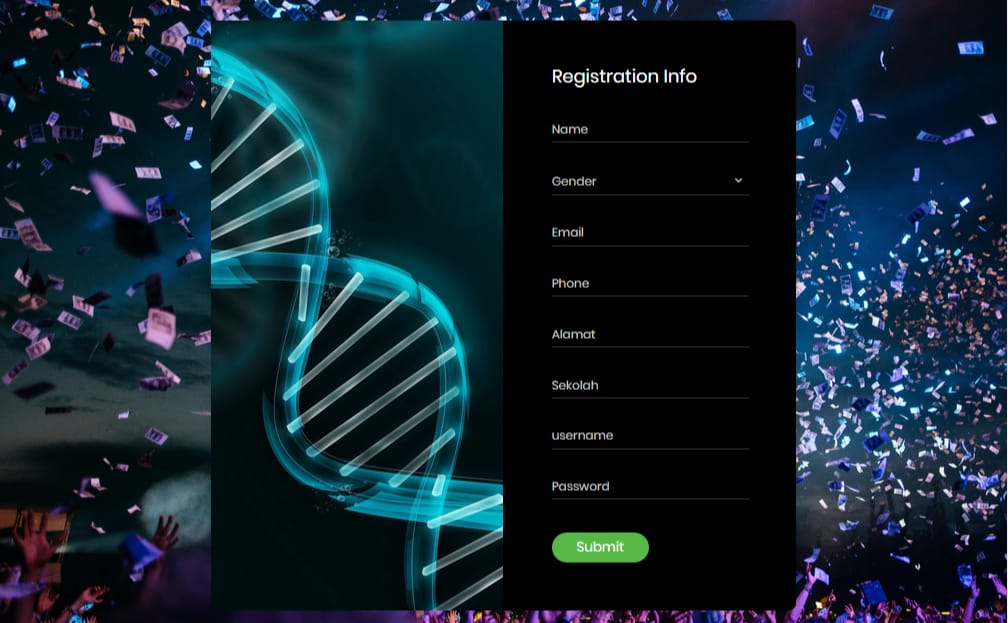 Registration Info
Name
Gender
Email
Phone
Alamat
Sekolah
username
Password
Submit